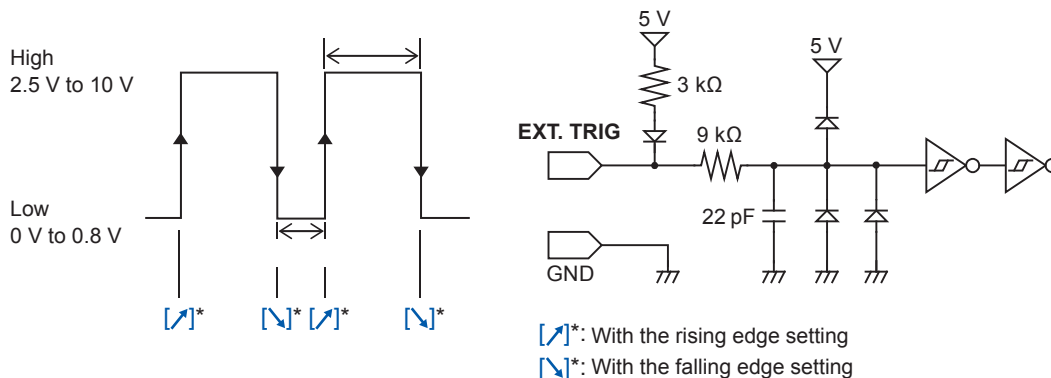 High
2.5 V to 10 V
Low
0 V to 0.8 V
[↗]* [↘]* [↗]* [↘]*
5 V
3 kΩ
5 V
EXT. TRIG
9 kΩ
22 pF
GND
[↗]*: With the rising edge setting
[↘]*: With the falling edge setting